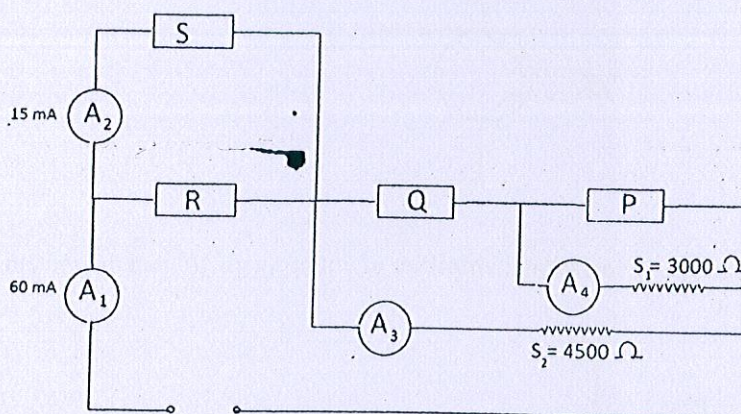 S
15 mA
A₂
R
Q
P
S₁= 3000 Ω
60 mA
A₁
A₄
A₃
S₂= 4500 Ω